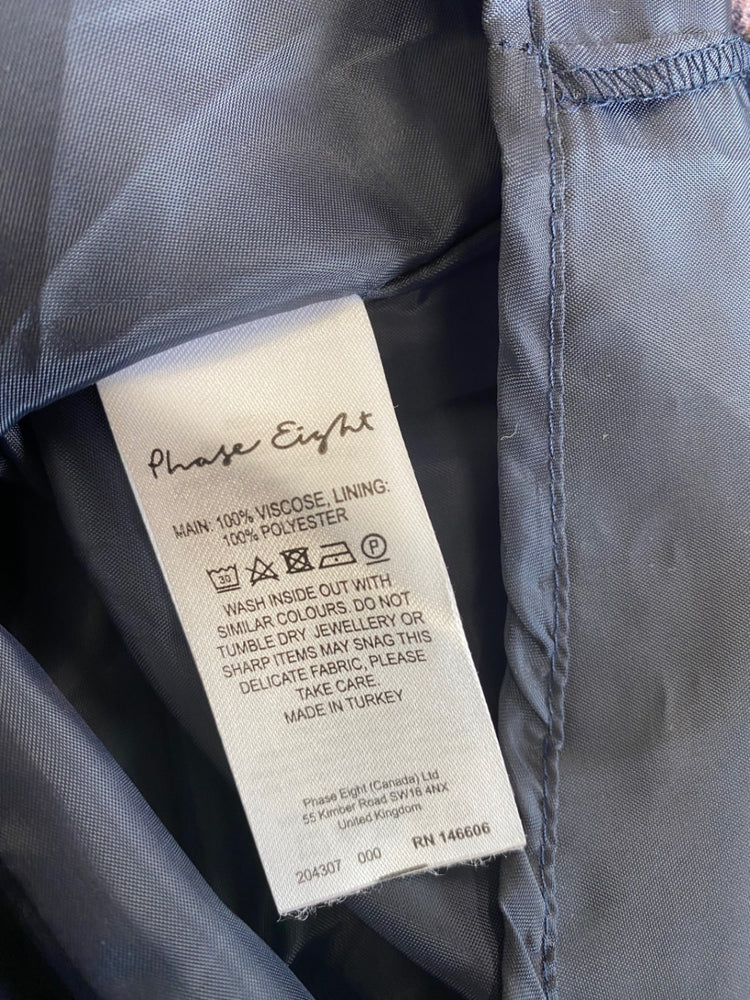 Phase Eight
MAIN: 100% VISCOSE, LINING:
100% POLYESTER
30 P
WASH INSIDE OUT WITH
SIMILAR COLOURS. DO NOT
TUMBLE DRY JEWELLERY OR
SHARP ITEMS MAY SNAG THIS
DELICATE FABRIC, PLEASE
TAKE CARE.
MADE IN TURKEY
Phase Eight (Canada) Ltd
55 Kimber Road SW18 4NX
United Kingdom
204307 000 RN 146606